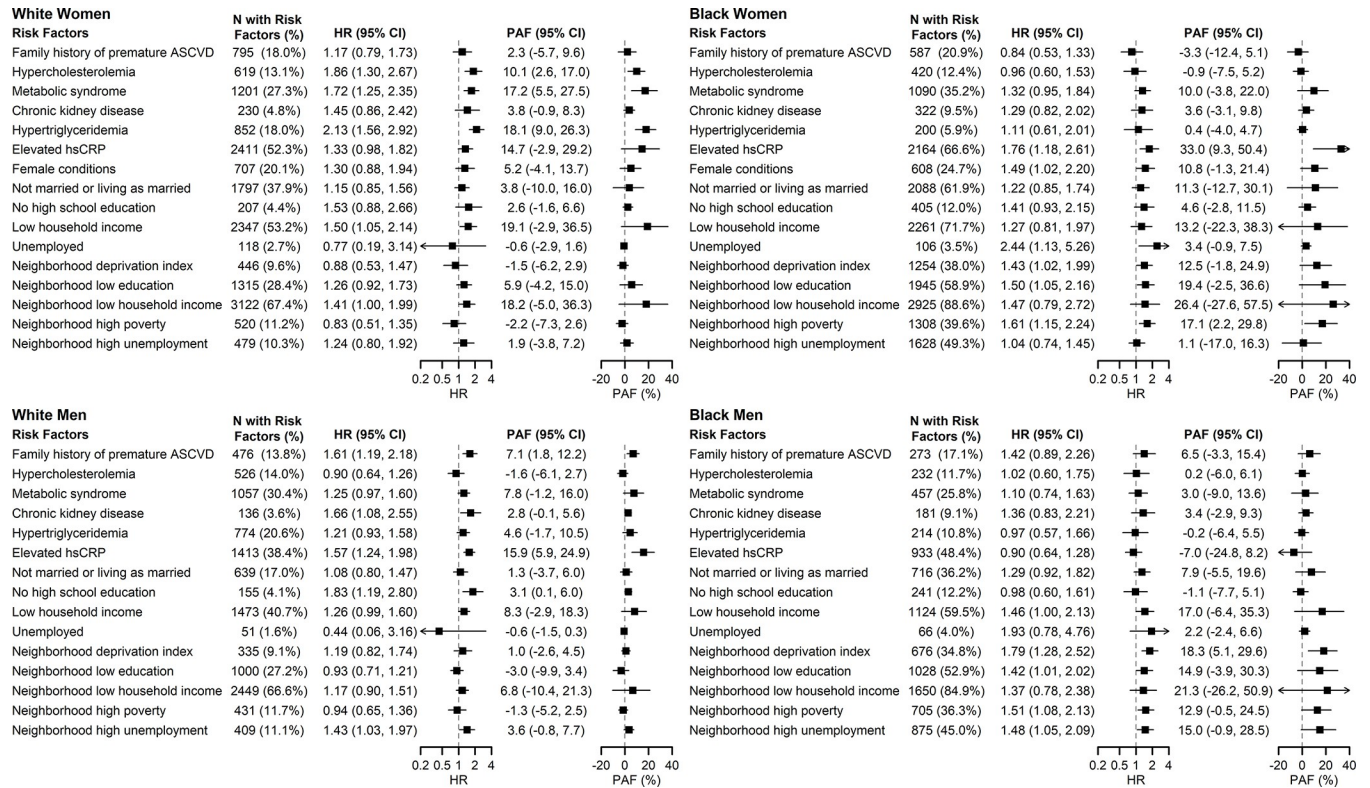 White Women
Risk Factors N with Risk Factors (%) HR (95% CI) PAF (95% CI)
Family history of premature ASCVD 795 (18.0%) 1.17 (0.79, 1.73) 2.3 (-5.7, 9.6)
Hypercholesterolemia 619 (13.1%) 1.86 (1.30, 2.67) 10.1 (2.6, 17.0)
Metabolic syndrome 1201 (27.3%) 1.72 (1.25, 2.35) 17.2 (5.5, 27.5)
Chronic kidney disease 230 (4.8%) 1.45 (0.86, 2.42) 3.8 (-0.9, 8.3)
Hypertriglyceridemia 852 (18.0%) 2.13 (1.56, 2.92) 18.1 (9.0, 26.3)
Elevated hsCRP 2411 (52.3%) 1.33 (0.98, 1.82) 14.7 (-2.9, 29.2)
Female conditions 707 (20.1%) 1.30 (0.88, 1.94) 5.2 (-4.1, 13.7)
Not married or living as married 1797 (37.9%) 1.15 (0.85, 1.56) 3.8 (-10.0, 16.0)
No high school education 207 (4.4%) 1.53 (0.88, 2.66) 2.6 (-1.6, 6.6)
Low household income 2347 (53.2%) 1.50 (1.05, 2.14) 19.1 (-2.9, 36.5)
Unemployed 118 (2.7%) 0.77 (0.19, 3.14) -0.6 (-2.9, 1.6)
Neighborhood deprivation index 446 (9.6%) 0.88 (0.53, 1.47) -1.5 (-6.2, 2.9)
Neighborhood low education 1315 (28.4%) 1.26 (0.92, 1.73) 5.9 (-4.2, 15.0)
Neighborhood low household income 3122 (67.4%) 1.41 (1.00, 1.99) 18.2 (-5.0, 36.3)
Neighborhood high poverty 520 (11.2%) 0.83 (0.51, 1.35) -2.2 (-7.3, 2.6)
Neighborhood high unemployment 479 (10.3%) 1.24 (0.80, 1.92) 1.9 (-3.8, 7.2)
0.2 0.5 1 2 4 -20 0 20 40
HR PAF (%)
Black Women
Risk Factors N with Risk Factors (%) HR (95% CI) PAF (95% CI)
Family history of premature ASCVD 587 (20.9%) 0.84 (0.53, 1.33) -3.3 (-12.4, 5.1)
Hypercholesterolemia 420 (12.4%) 0.96 (0.60, 1.53) -0.9 (-7.5, 5.2)
Metabolic syndrome 1090 (35.2%) 1.32 (0.95, 1.84) 10.0 (-3.8, 22.0)
Chronic kidney disease 322 (9.5%) 1.29 (0.82, 2.02) 3.6 (-3.1, 9.8)
Hypertriglyceridemia 200 (5.9%) 1.11 (0.61, 2.01) 0.4 (-4.0, 4.7)
Elevated hsCRP 2164 (66.6%) 1.76 (1.18, 2.61) 33.0 (9.3, 50.4)
Female conditions 608 (24.7%) 1.49 (1.02, 2.20) 10.8 (-1.3, 21.4)
Not married or living as married 2088 (61.9%) 1.22 (0.85, 1.74) 11.3 (-12.7, 30.1)
No high school education 405 (12.0%) 1.41 (0.93, 2.15) 4.6 (-2.8, 11.5)
Low household income 2261 (71.7%) 1.27 (0.81, 1.97) 13.2 (-22.3, 38.3)
Unemployed 106 (3.5%) 2.44 (1.13, 5.26) 3.4 (-0.9, 7.5)
Neighborhood deprivation index 1254 (38.0%) 1.43 (1.02, 1.99) 12.5 (-1.8, 24.9)
Neighborhood low education 1945 (58.9%) 1.50 (1.05, 2.16) 19.4 (-2.5, 36.6)
Neighborhood low household income 2925 (88.6%) 1.47 (0.79, 2.72) 26.4 (-27.6, 57.5)
Neighborhood high poverty 1308 (39.6%) 1.61 (1.15, 2.24) 17.1 (2.2, 29.8)
Neighborhood high unemployment 1628 (49.3%) 1.04 (0.74, 1.45) 1.1 (-17.0, 16.3)
0.2 0.5 1 2 4 -20 0 20 40
HR PAF (%)
White Men
Risk Factors N with Risk Factors (%) HR (95% CI) PAF (95% CI)
Family history of premature ASCVD 476 (13.8%) 1.61 (1.19, 2.18) 7.1 (1.8, 12.2)
Hypercholesterolemia 526 (14.0%) 0.90 (0.64, 1.26) -1.6 (-6.1, 2.7)
Metabolic syndrome 1057 (30.4%) 1.25 (0.97, 1.60) 7.8 (-1.2, 16.0)
Chronic kidney disease 136 (3.6%) 1.66 (1.08, 2.55) 2.8 (-0.1, 5.6)
Hypertriglyceridemia 774 (20.6%) 1.21 (0.93, 1.58) 4.6 (-1.7, 10.5)
Elevated hsCRP 1413 (38.4%) 1.57 (1.24, 1.98) 15.9 (5.9, 24.9)
Not married or living as married 639 (17.0%) 1.08 (0.80, 1.47) 1.3 (-3.7, 6.0)
No high school education 155 (4.1%) 1.83 (1.19, 2.80) 3.1 (0.1, 6.0)
Low household income 1473 (40.7%) 1.26 (0.99, 1.60) 8.3 (-2.9, 18.3)
Unemployed 51 (1.6%) 0.44 (0.06, 3.16) -0.6 (-1.5, 0.3)
Neighborhood deprivation index 335 (9.1%) 1.19 (0.82, 1.74) 1.0 (-2.6, 4.5)
Neighborhood low education 1000 (27.2%) 0.93 (0.71, 1.21) -3.0 (-9.9, 3.4)
Neighborhood low household income 2449 (66.6%) 1.17 (0.90, 1.51) 6.8 (-10.4, 21.3)
Neighborhood high poverty 431 (11.7%) 0.94 (0.65, 1.36) -1.3 (-5.2, 2.5)
Neighborhood high unemployment 409 (11.1%) 1.43 (1.03, 1.97) 3.6 (-0.8, 7.7)
0.2 0.5 1 2 4 -20 0 20 40
HR PAF (%)
Black Men
Risk Factors N with Risk Factors (%) HR (95% CI) PAF (95% CI)
Family history of premature ASCVD 273 (17.1%) 1.42 (0.89, 2.26) 6.5 (-3.3, 15.4)
Hypercholesterolemia 232 (11.7%) 1.02 (0.60, 1.75) 0.2 (-6.0, 6.1)
Metabolic syndrome 457 (25.8%) 1.10 (0.74, 1.63) 3.0 (-9.0, 13.6)
Chronic kidney disease 181 (9.1%) 1.36 (0.83, 2.21) 3.4 (-2.9, 9.3)
Hypertriglyceridemia 214 (10.8%) 0.97 (0.57, 1.66) -0.2 (-6.4, 5.5)
Elevated hsCRP 933 (48.4%) 0.90 (0.64, 1.28) -7.0 (-24.8, 8.2)
Not married or living as married 716 (36.2%) 1.29 (0.92, 1.82) 7.9 (-5.5, 19.6)
No high school education 241 (12.2%) 0.98 (0.60, 1.61) -1.1 (-7.7, 5.1)
Low household income 1124 (59.5%) 1.46 (1.00, 2.13) 17.0 (-6.4, 35.3)
Unemployed 66 (4.0%) 1.93 (0.78, 4.76) 2.2 (-2.4, 6.6)
Neighborhood deprivation index 676 (34.8%) 1.79 (1.28, 2.52) 18.3 (5.1, 29.6)
Neighborhood low education 1028 (52.9%) 1.42 (1.01, 2.02) 14.9 (-3.9, 30.3)
Neighborhood low household income 1650 (84.9%) 1.37 (0.78, 2.38) 21.3 (-26.2, 50.9)
Neighborhood high poverty 705 (36.3%) 1.51 (1.08, 2.13) 12.9 (-0.5, 24.5)
Neighborhood high unemployment 875 (45.0%) 1.48 (1.05, 2.09) 15.0 (-0.9, 28.5)
0.2 0.5 1 2 4 -20 0 20 40
HR PAF (%)